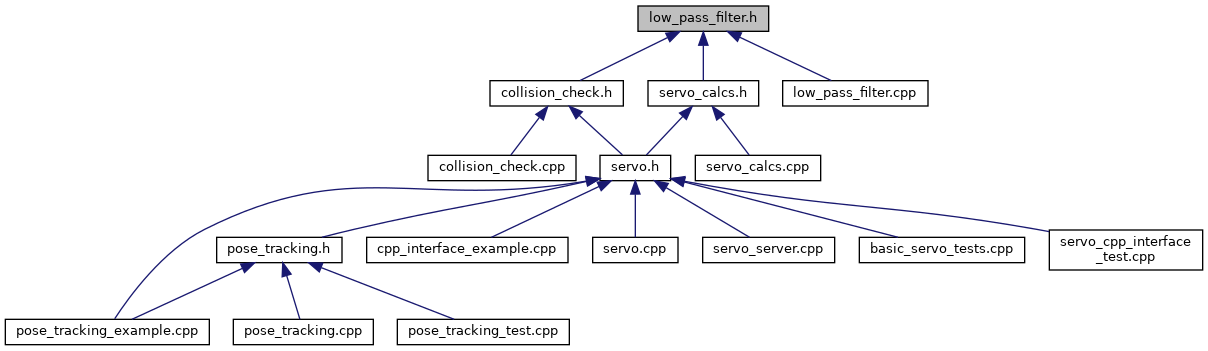 low_pass_filter.h
collision_check.h
servo_calcs.h
low_pass_filter.cpp
collision_check.cpp
servo.h
servo_calcs.cpp
pose_tracking.h
cpp_interface_example.cpp
servo.cpp
servo_server.cpp
basic_servo_tests.cpp
servo_cpp_interface
_test.cpp
pose_tracking_example.cpp
pose_tracking.cpp
pose_tracking_test.cpp